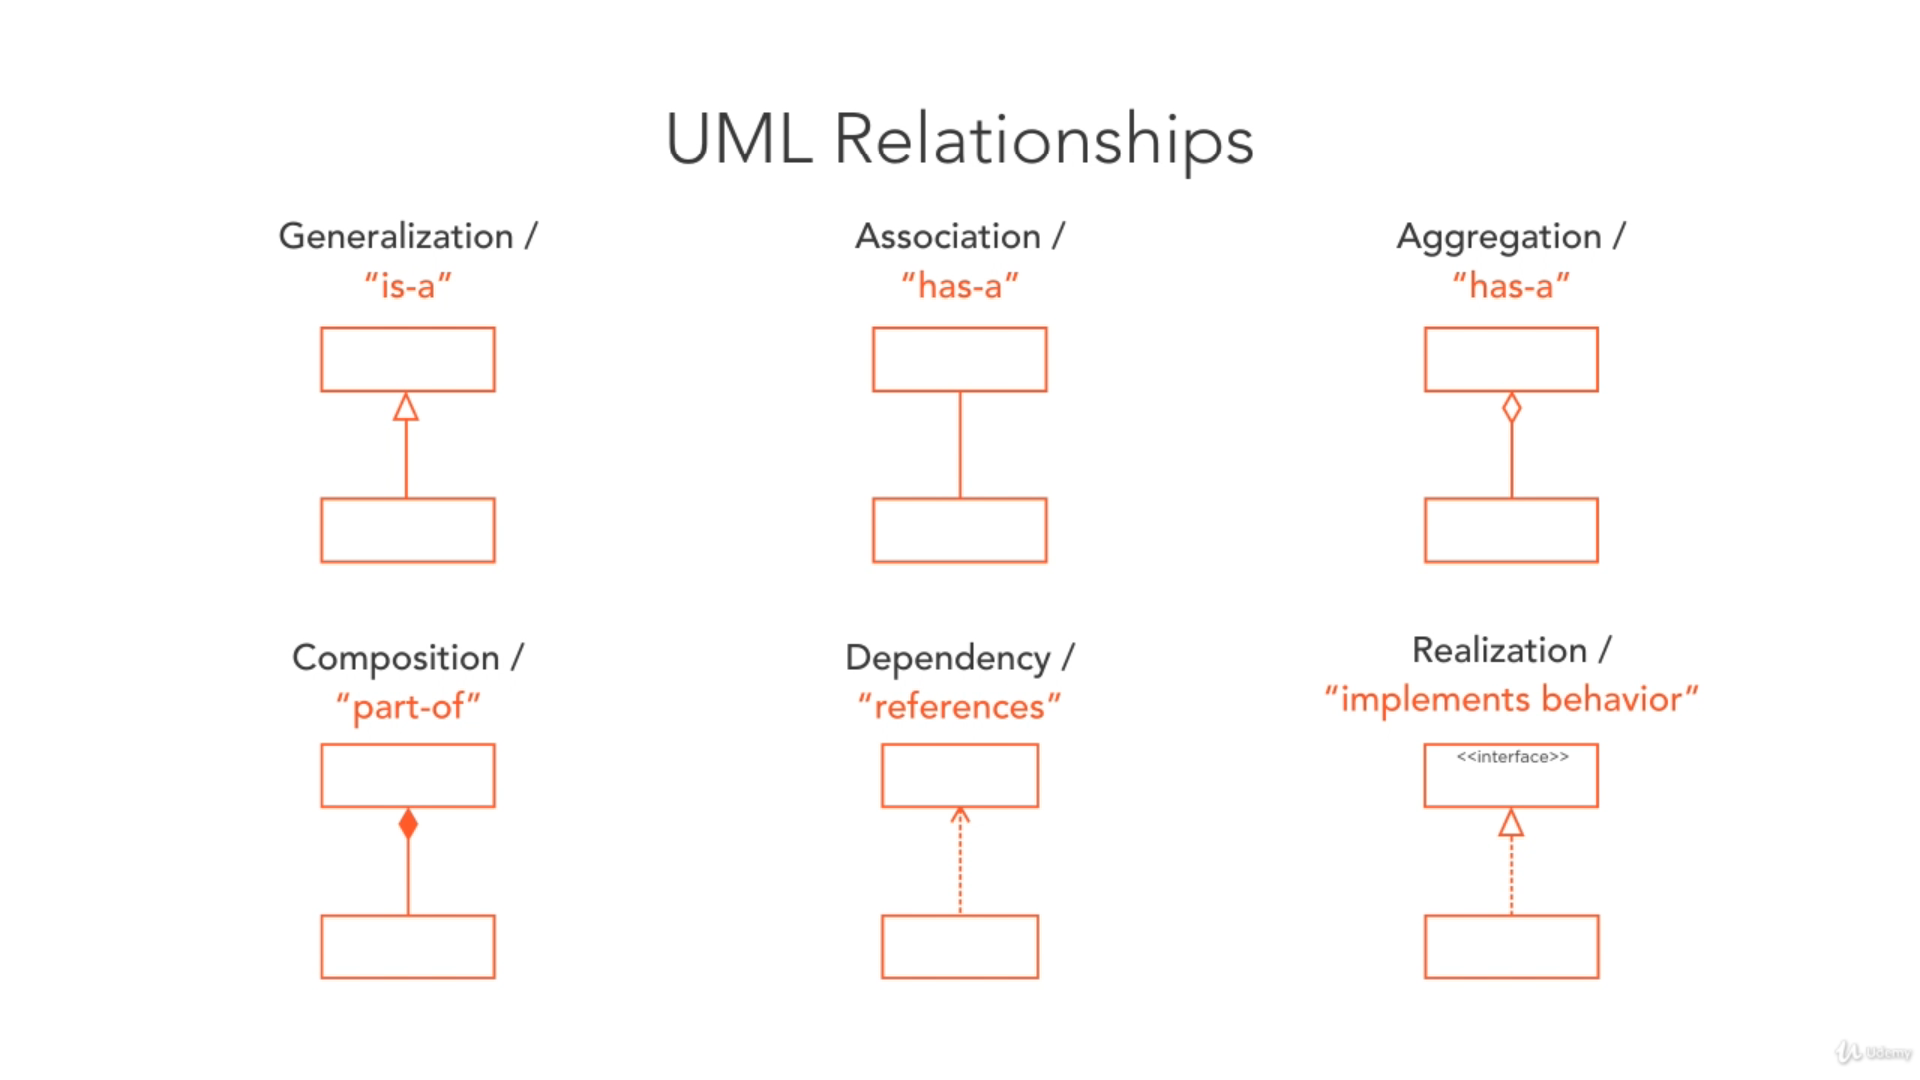 UML Relationships
Generalization /
“is-a”
Association /
“has-a”
Aggregation /
“has-a”
Composition /
“part-of”
Dependency /
“references”
Realization /
“implements behavior”
<<interface>>
Udemy